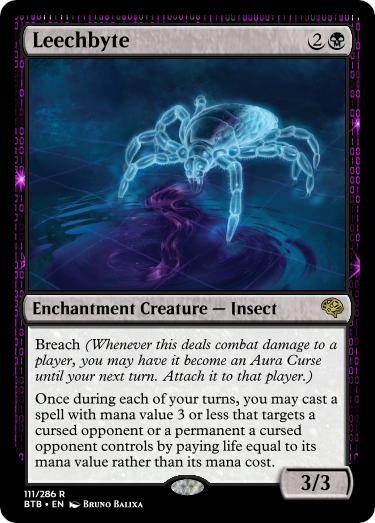 Leechbyte 2
Enchantment Creature — Insect
Breach (Whenever this deals combat damage to a
player, you may have it become an Aura Curse
until your next turn. Attach it to that player.)
Once during each of your turns, you may cast a
spell with mana value 3 or less that targets a
cursed opponent or a permanent a cursed
opponent controls by paying life equal to its
mana value rather than its mana cost.
3/3
111/286 R
BTB • EN Bruno Balixa